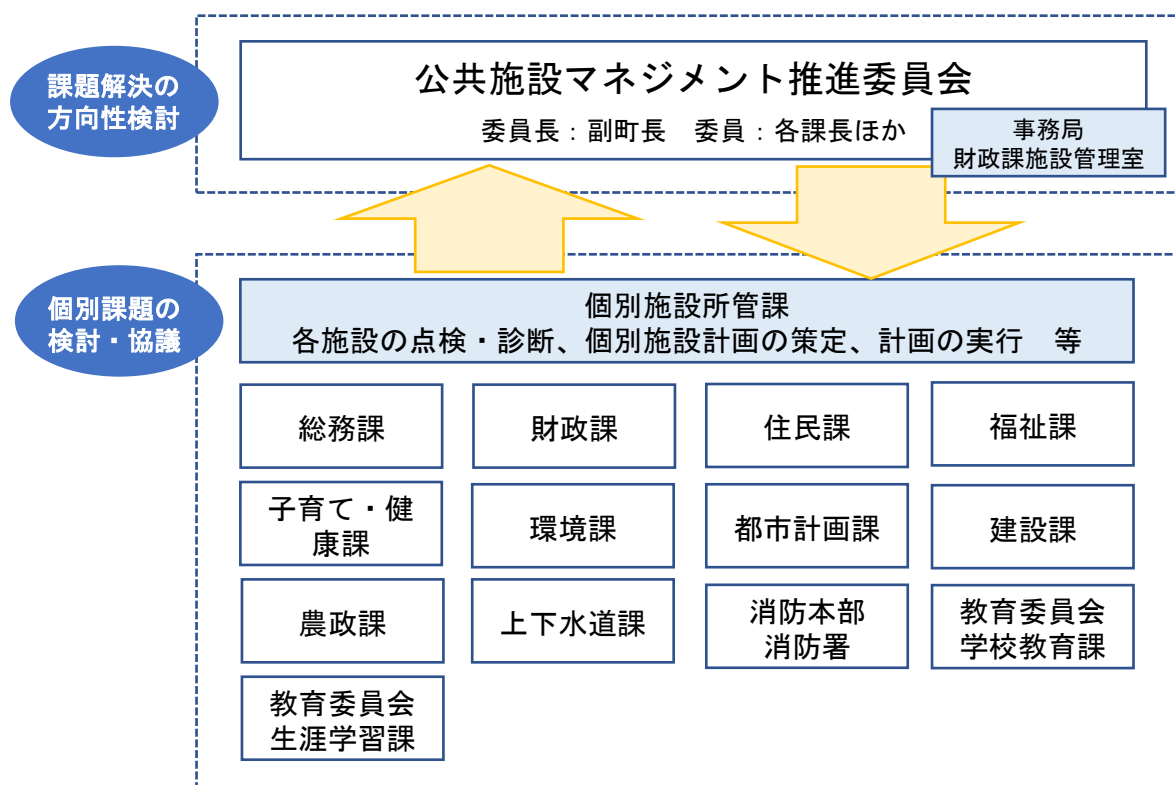 課題解決の
方向性検討
公共施設マネジメント推進委員会
委員長：副町長　委員：各課長ほか
事務局
財政課施設管理室
個別課題の
検討・協議
個別施設所管課
各施設の点検・診断、個別施設計画の策定、計画の実行　等
総務課
財政課
住民課
福祉課
子育て・健
康課
環境課
都市計画課
建設課
農政課
上下水道課
消防本部
消防署
教育委員会
学校教育課
教育委員会
生涯学習課